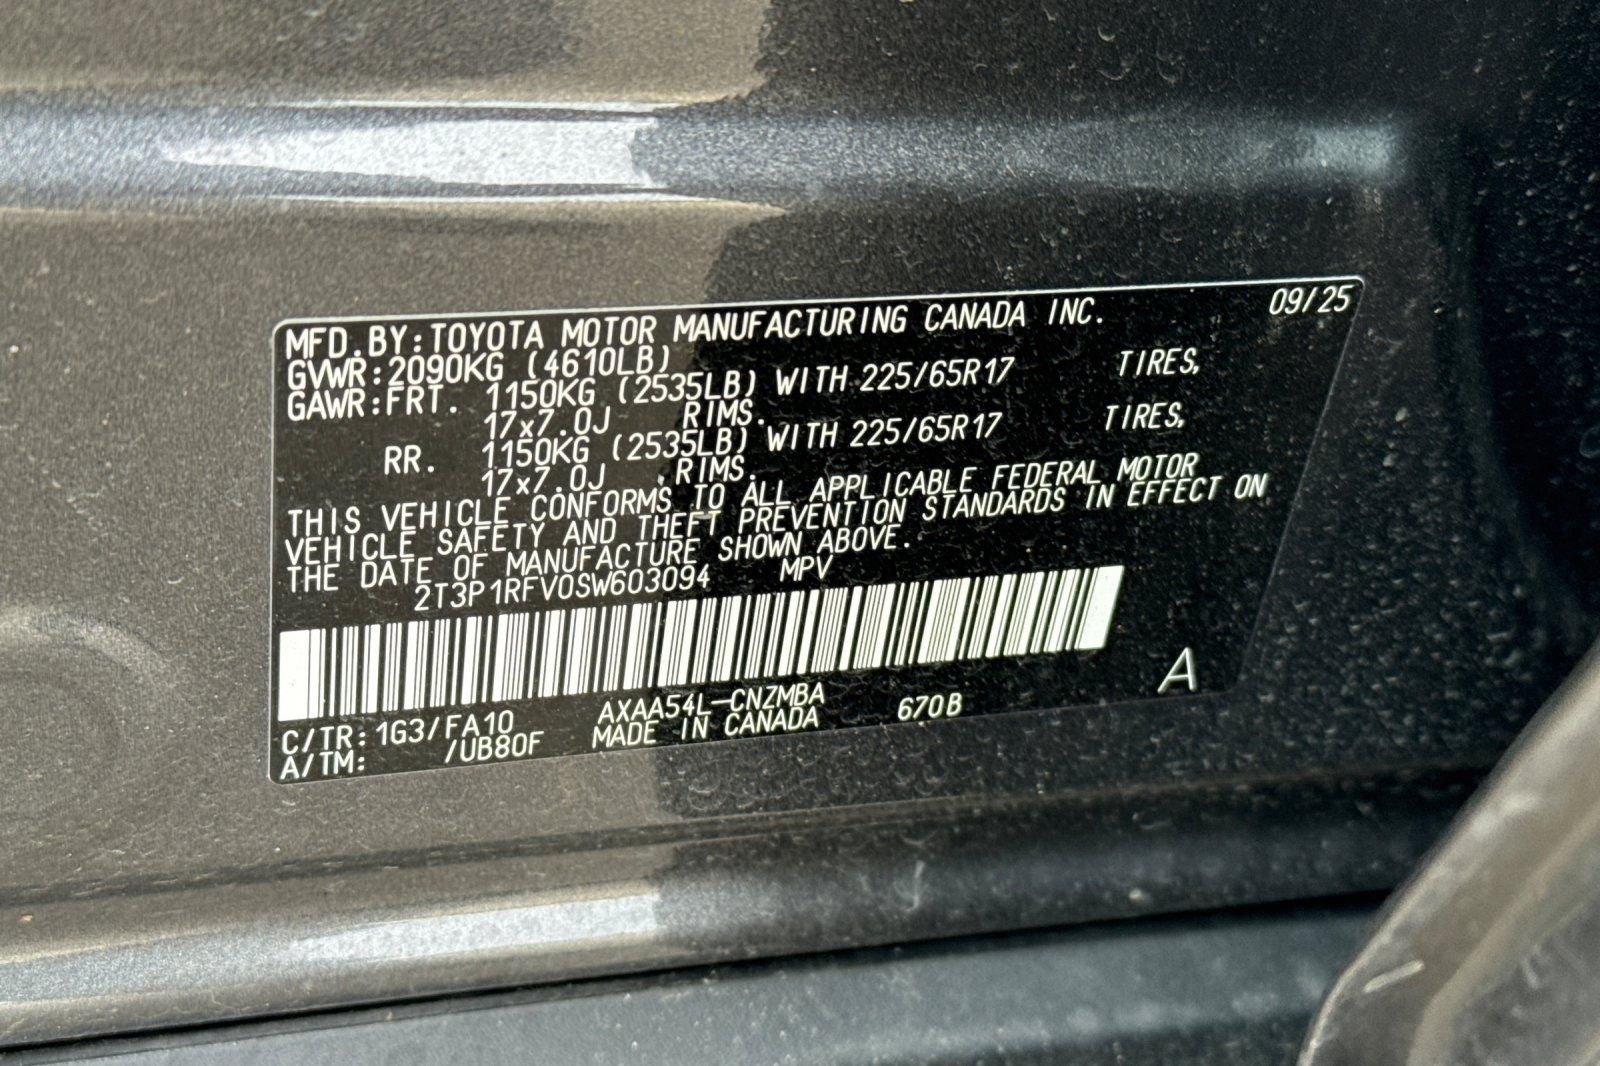 MFD.BY:TOYOTA MOTOR MANUFACTURING CANADA INC. 09/25
GVWR:2090KG (4610LB)
GAWR:FRT. 1150KG (2535LB) WITH 225/65R17 TIRES,
17x7.0J RIMS.
RR. 1150KG (2535LB) WITH 225/65R17 TIRES,
17x7.0J RIMS.
THIS VEHICLE CONFORMS TO ALL APPLICABLE FEDERAL MOTOR
VEHICLE SAFETY AND THEFT PREVENTION STANDARDS IN EFFECT ON
THE DATE OF MANUFACTURE SHOWN ABOVE.
2T3P1RFV0SW603094 MPV
C/TR:1G3/FA10 AXAA54L-CNZMBA 670B A
A/TM: /UB80F MADE IN CANADA